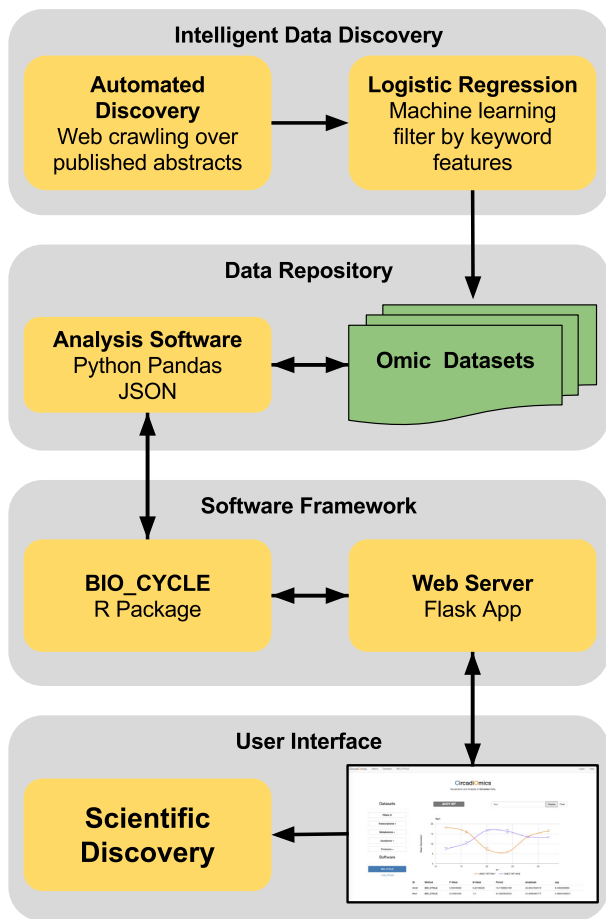 Intelligent Data Discovery
Automated
Discovery
Web crawling over
published abstracts
Logistic Regression
Machine learning
filter by keyword
features
Data Repository
Analysis Software
Python Pandas
JSON
Omic Datasets
Software Framework
BIO_CYCLE
R Package
Web Server
Flask App
User Interface
Scientific
Discovery
CircadiOmics
Datasets
Software